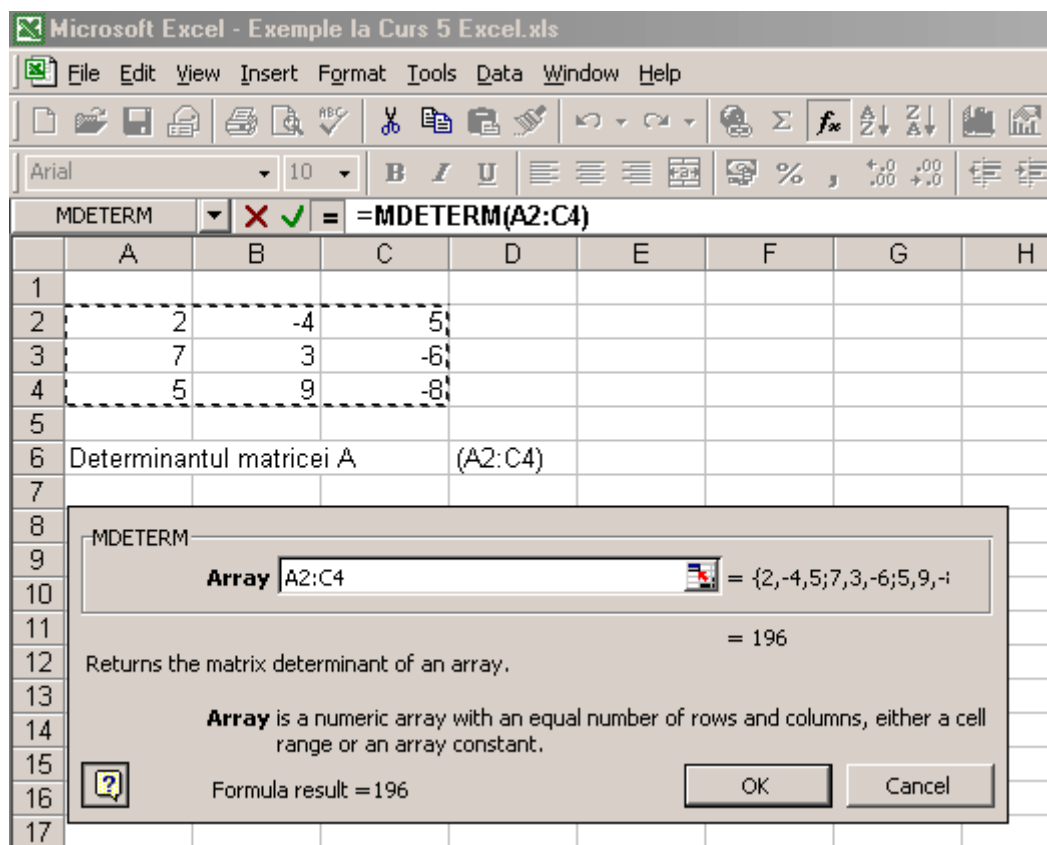 Microsoft Excel - Exemple la Curs 5 Excel.xls
File Edit View Insert Format Tools Data Window Help
Arial 10 B I U % ,
MDETERM = =MDETERM(A2:C4)
A B C D E F G H
1
2 2 -4 5
3 7 3 -6
4 5 9 -8
5
6 Determinantul matricei A (A2:C4)
7
8 MDETERM
9 Array A2:C4 = {2,-4,5;7,3,-6;5,9,-
10
11 = 196
12 Returns the matrix determinant of an array.
13
14 Array is a numeric array with an equal number of rows and columns, either a cell
range or an array constant.
15
16 Formula result =196 OK Cancel
17